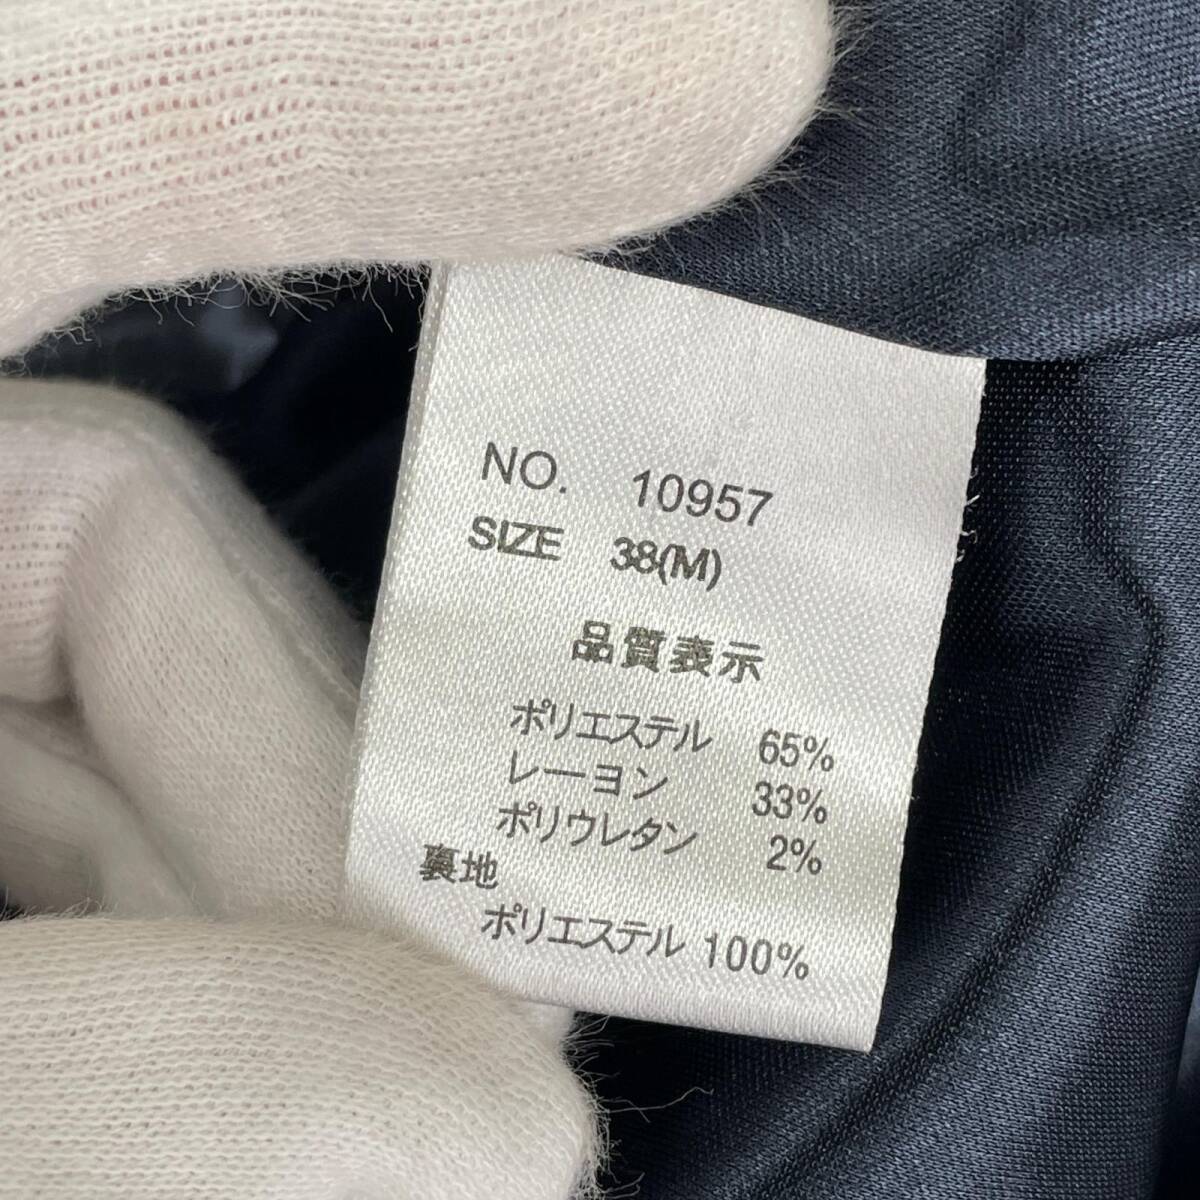 NO. 10957
SIZE 38(M)
品質表示
ポリエステル 65%
レーヨン 33%
ポリウレタン 2%
裏地
ポリエステル 100%